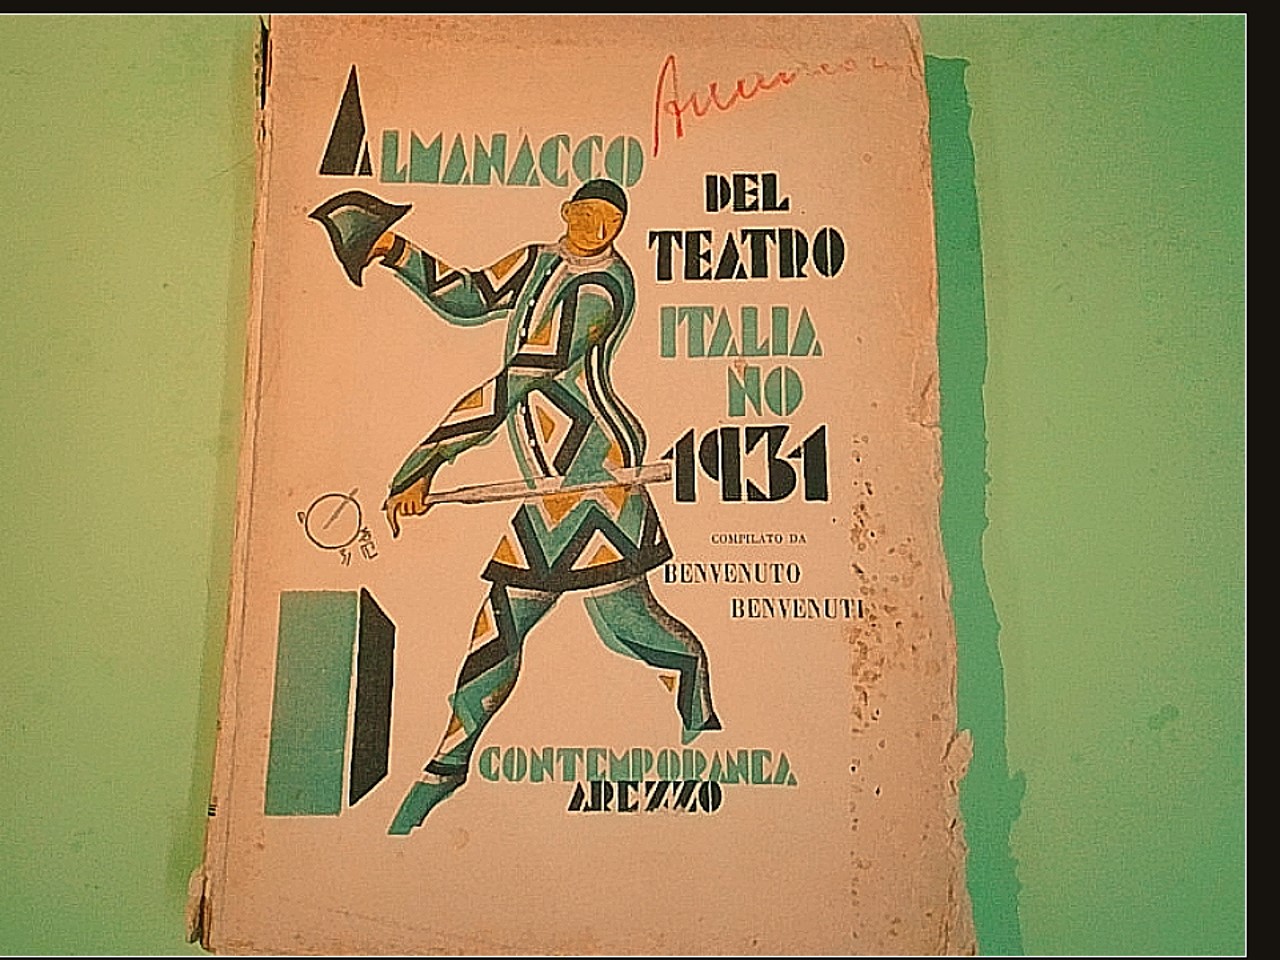 ALMANACCO
DEL
TEATRO
ITALIA
NO
1931
COMPILATO DA
BENVENUTO
BENVENUTI
CONTEMPORANEA
AREZZO